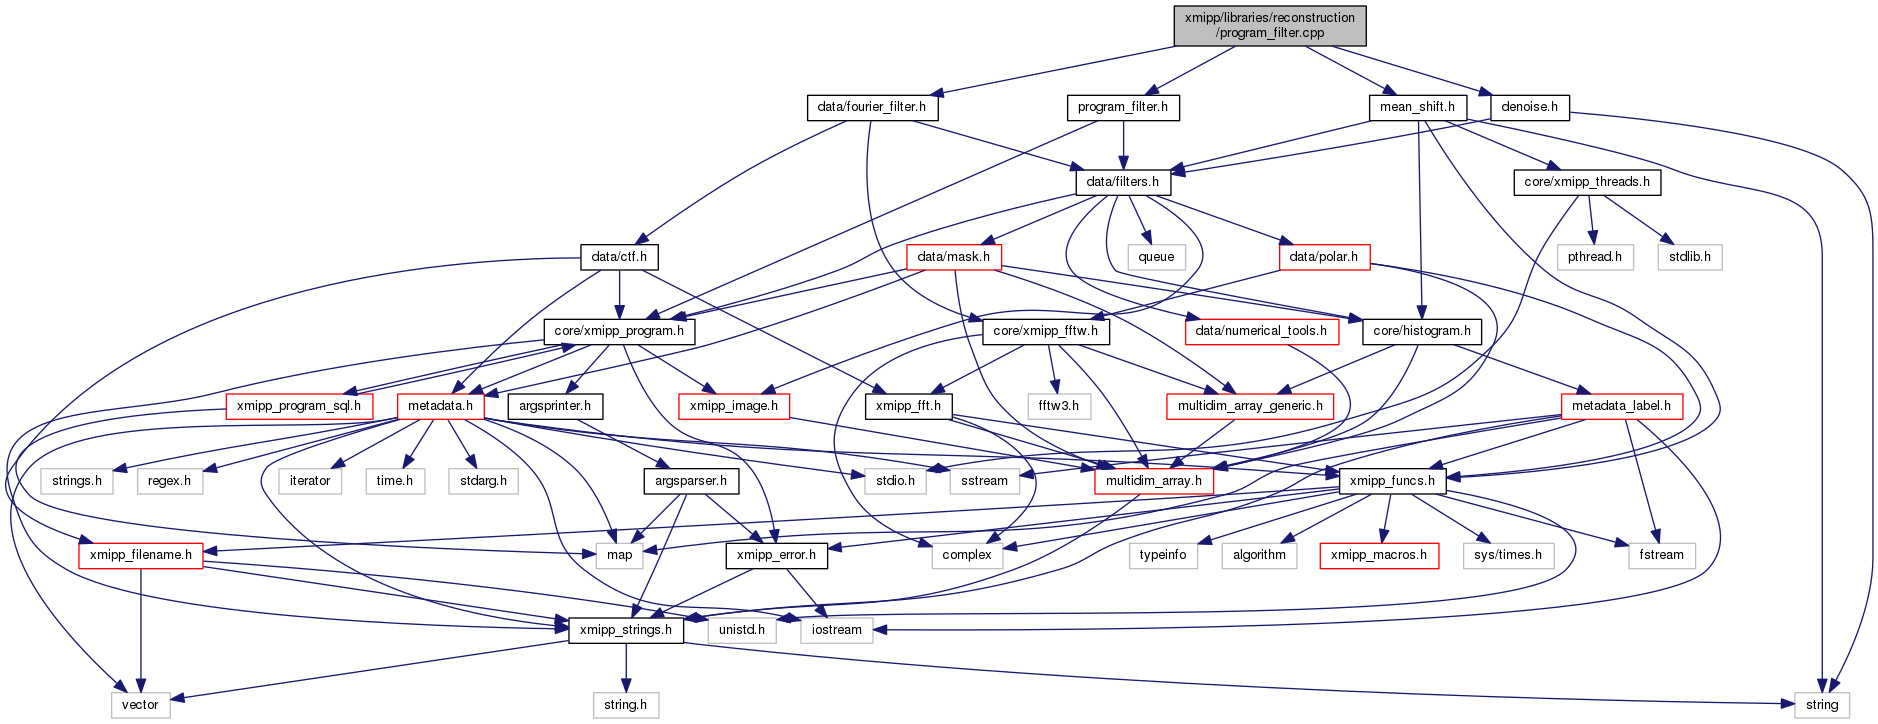 xmipp/libraries/reconstruction
/program_filter.cpp
data/fourier_filter.h
program_filter.h
mean_shift.h
denoise.h
data/filters.h
core/xmipp_threads.h
data/ctf.h
data/mask.h
queue
data/polar.h
pthread.h
stdlib.h
core/xmipp_program.h
core/xmipp_fftw.h
data/numerical_tools.h
core/histogram.h
xmipp_program_sql.h
metadata.h
argsprinter.h
xmipp_image.h
xmipp_fft.h
fftw3.h
multidim_array_generic.h
metadata_label.h
strings.h
regex.h
iterator
time.h
stdarg.h
argsparser.h
stdio.h
sstream
multidim_array.h
xmipp_funcs.h
xmipp_filename.h
map
xmipp_error.h
complex
typeinfo
algorithm
xmipp_macros.h
sys/times.h
fstream
xmipp_strings.h
unistd.h
iostream
vector
string.h
string